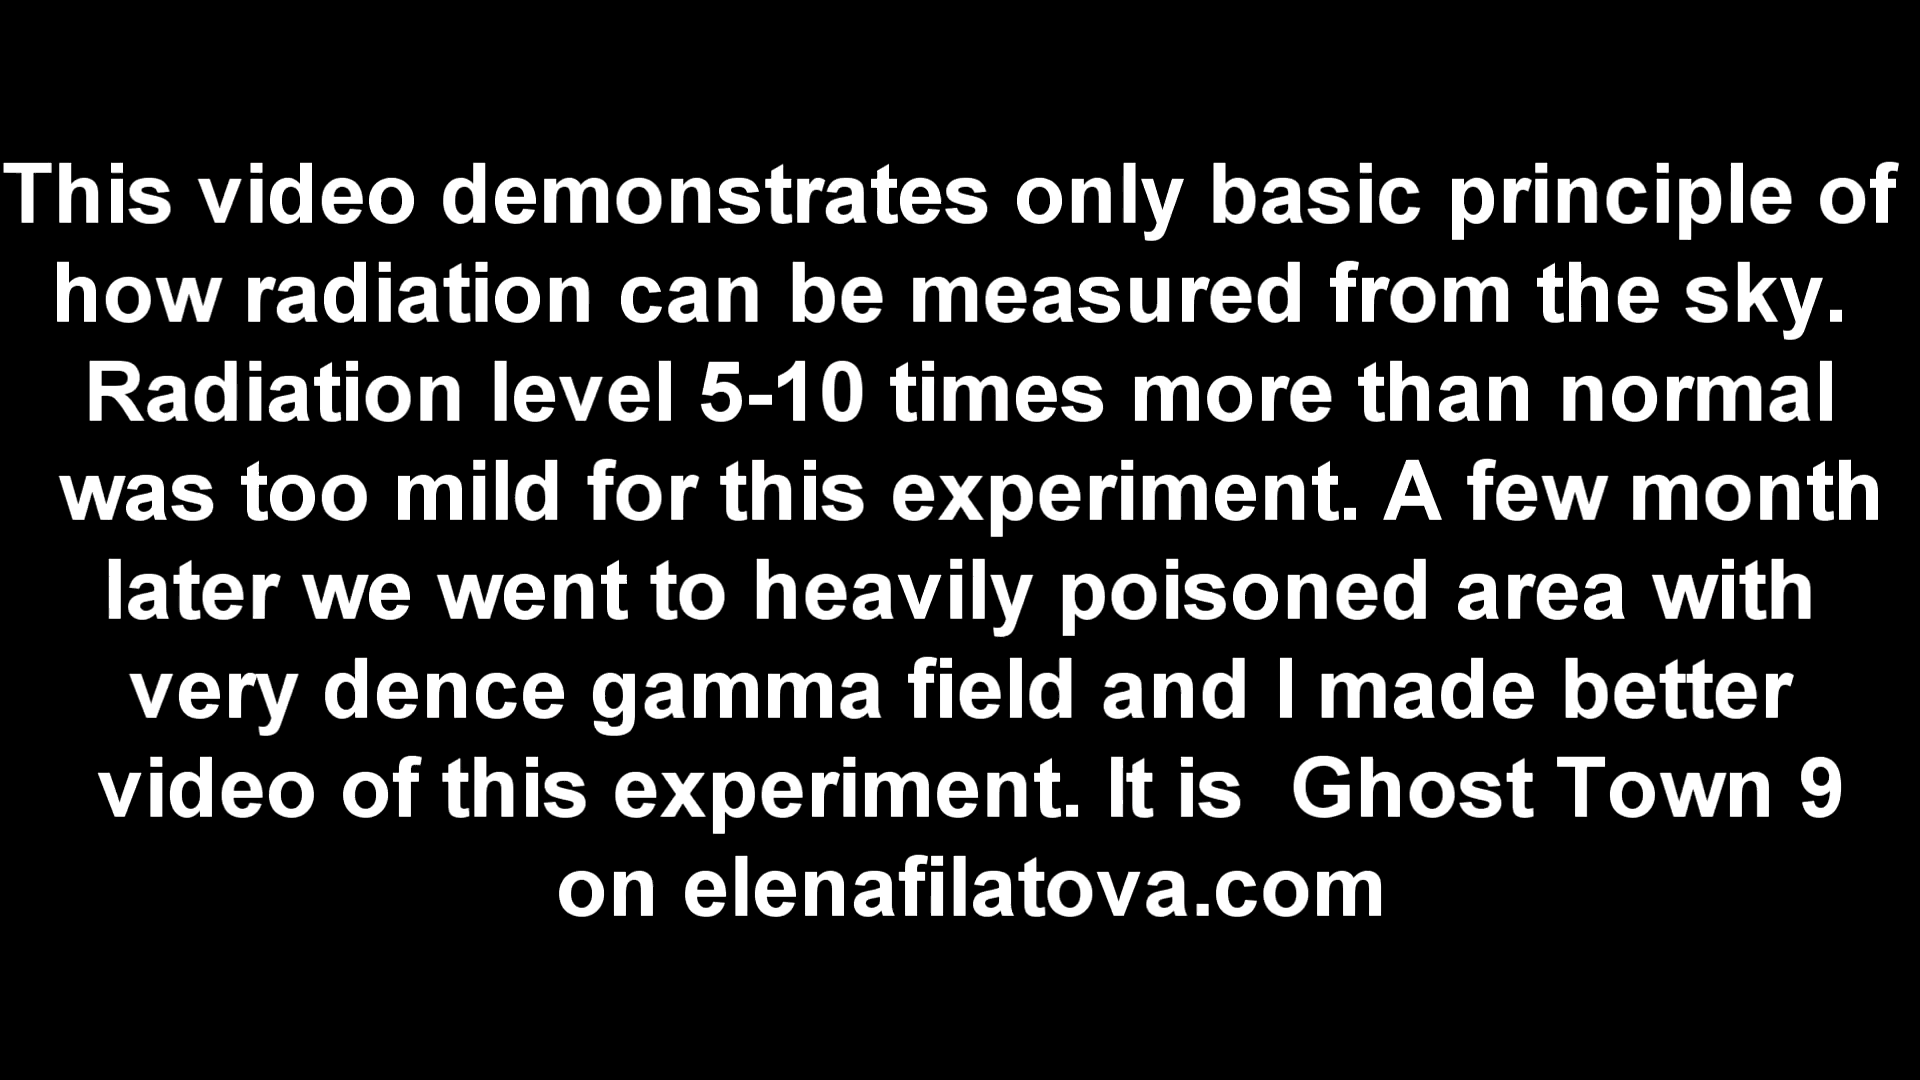 This video demonstrates only basic principle of
how radiation can be measured from the sky.
Radiation level 5-10 times more than normal
was too mild for this experiment. A few month
later we went to heavily poisoned area with
very dence gamma field and I made better
video of this experiment. It is  Ghost Town 9
on elenafilatova.com